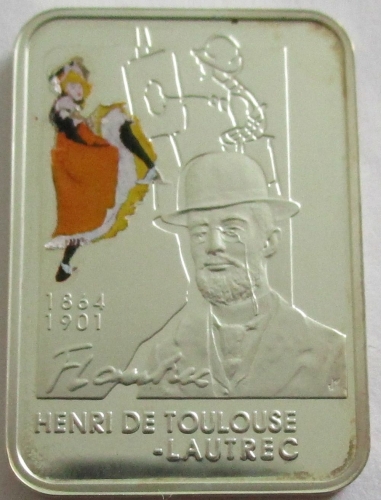 1864
1901
HENRI DE TOULOUSE
-LAUTREC